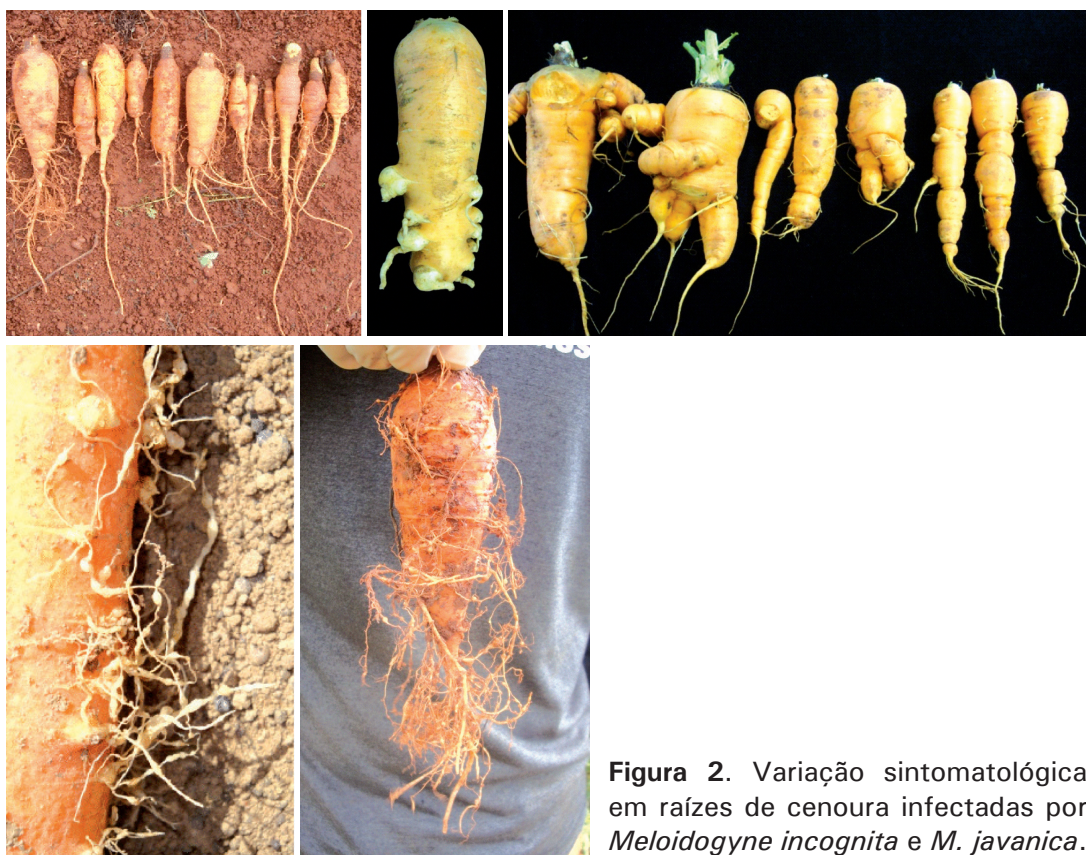 Figura 2. Variação sintomatológica
em raízes de cenoura infectadas por
Meloidogyne incognita e M. javanica.